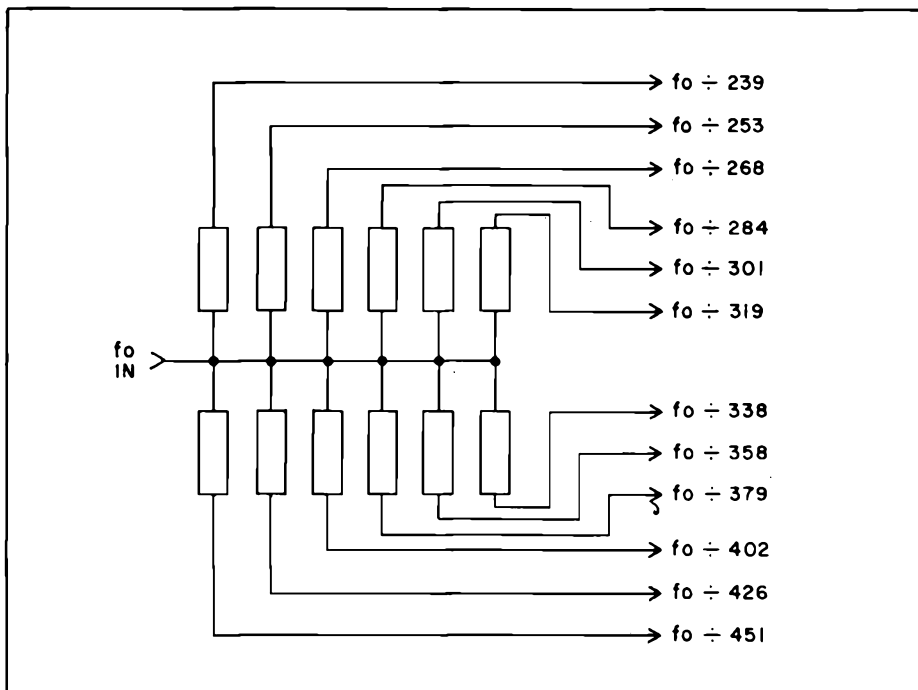 fo ÷ 239
fo ÷ 253
fo ÷ 268
fo ÷ 284
fo ÷ 301
fo ÷ 319
fo
IN
fo ÷ 338
fo ÷ 358
fo ÷ 379
fo ÷ 402
fo ÷ 426
fo ÷ 451